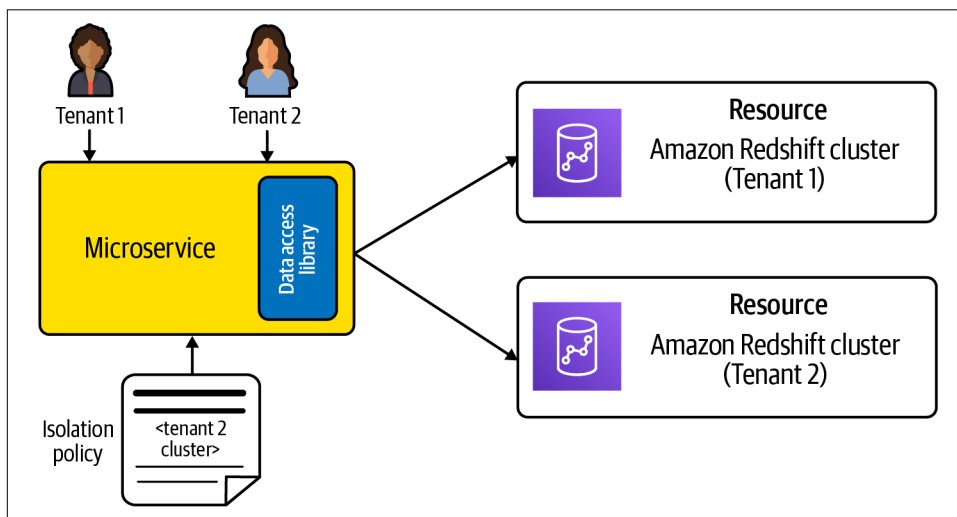 Tenant 1
Tenant 2
Microservice
Data access
library
Isolation
policy
<tenant 2
cluster>
Resource
Amazon Redshift cluster
(Tenant 1)
Resource
Amazon Redshift cluster
(Tenant 2)